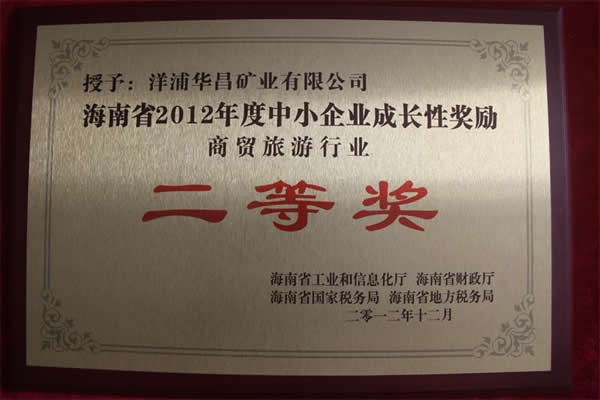 授予：洋浦华昌矿业有限公司
海南省2012年度中小企业成长性奖励
商贸旅游行业
二等奖
海南省工业和信息化厅 海南省财政厅
海南省国家税务局 海南省地方税务局
二零一二年十二月